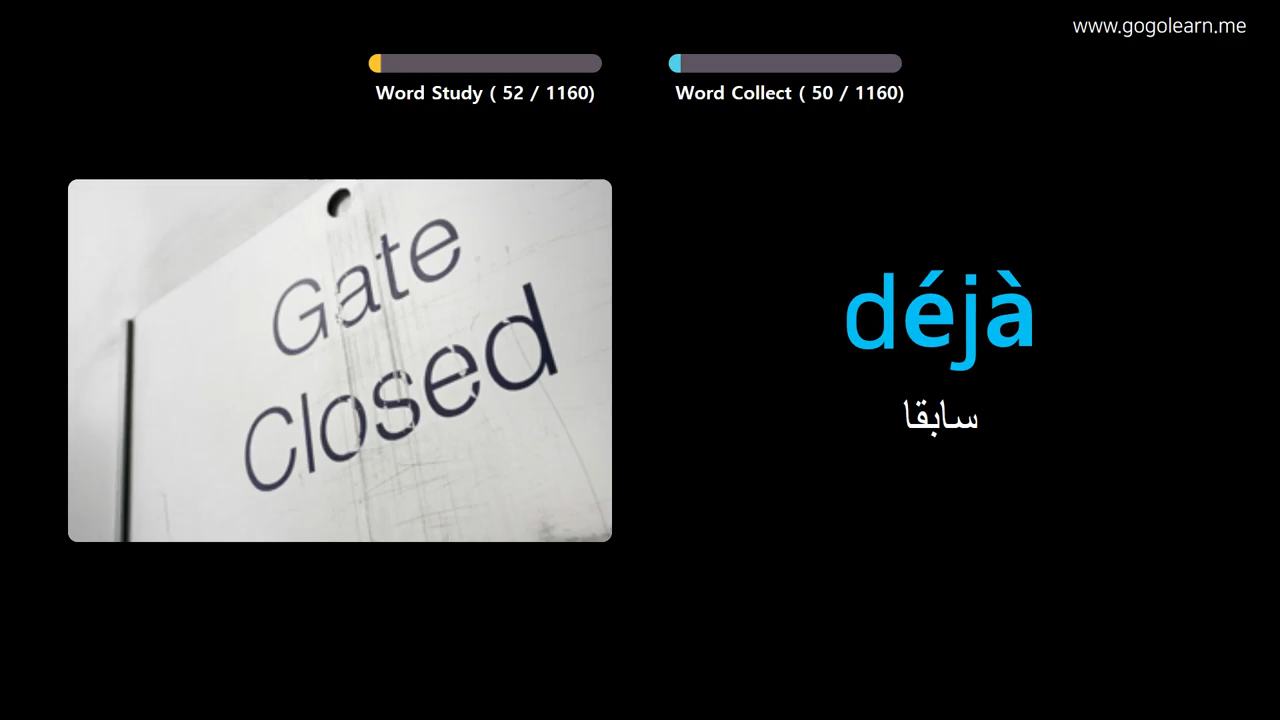 www.gogolearn.me
Word Study ( 52 / 1160)
Word Collect ( 50 / 1160)
Gate
Closed
déjà
سابقا